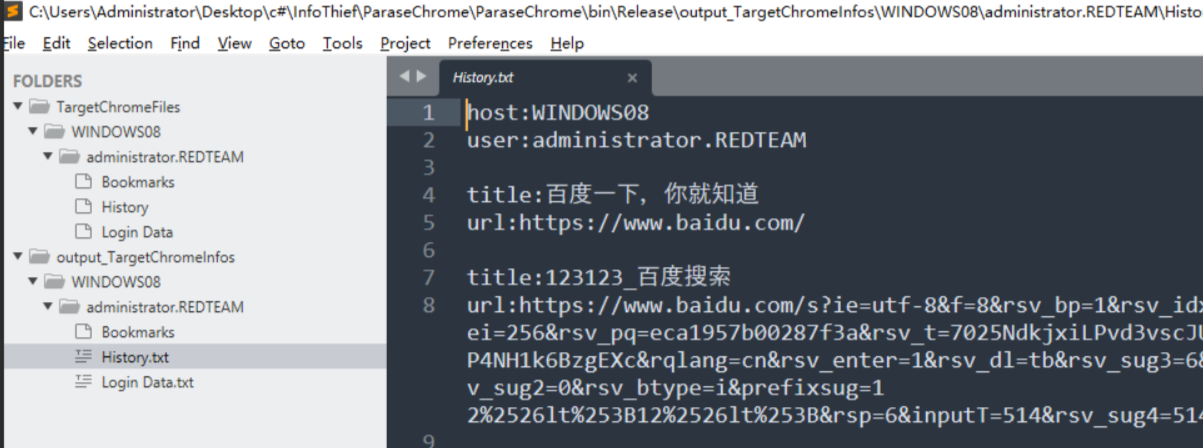 C:\Users\Administrator\Desktop\c#\InfoThief\ParaseChrome\ParaseChrome\bin\Release\output_TargetChromeInfos\WINDOWS08\administrator.REDTEAM\Histo
File Edit Selection Find View Goto Tools Project Preferences Help
FOLDERS
TargetChromeFiles
WINDOWS08
administrator.REDTEAM
Bookmarks
History
Login Data
output_TargetChromeInfos
WINDOWS08
administrator.REDTEAM
Bookmarks
History.txt
Login Data.txt
History.txt ×
1 host:WINDOWS08
2 user:administrator.REDTEAM
3
4 title:百度一下，你就知道
5 url:https://www.baidu.com/
6
7 title:123123_百度搜索
8 url:https://www.baidu.com/s?ie=utf-8&f=8&rsv_bp=1&rsv_idx
ei=256&rsv_pq=eca1957b00287f3a&rsv_t=7025NdkjxiLPvd3vscJU
P4NH1k6BzgEXc&rqlang=cn&rsv_enter=1&rsv_dl=tb&rsv_sug3=6&
v_sug2=0&rsv_btype=i&prefixsug=1
2%2526lt%253B12%2526lt%253B&rsp=6&inputT=514&rsv_sug4=514
9